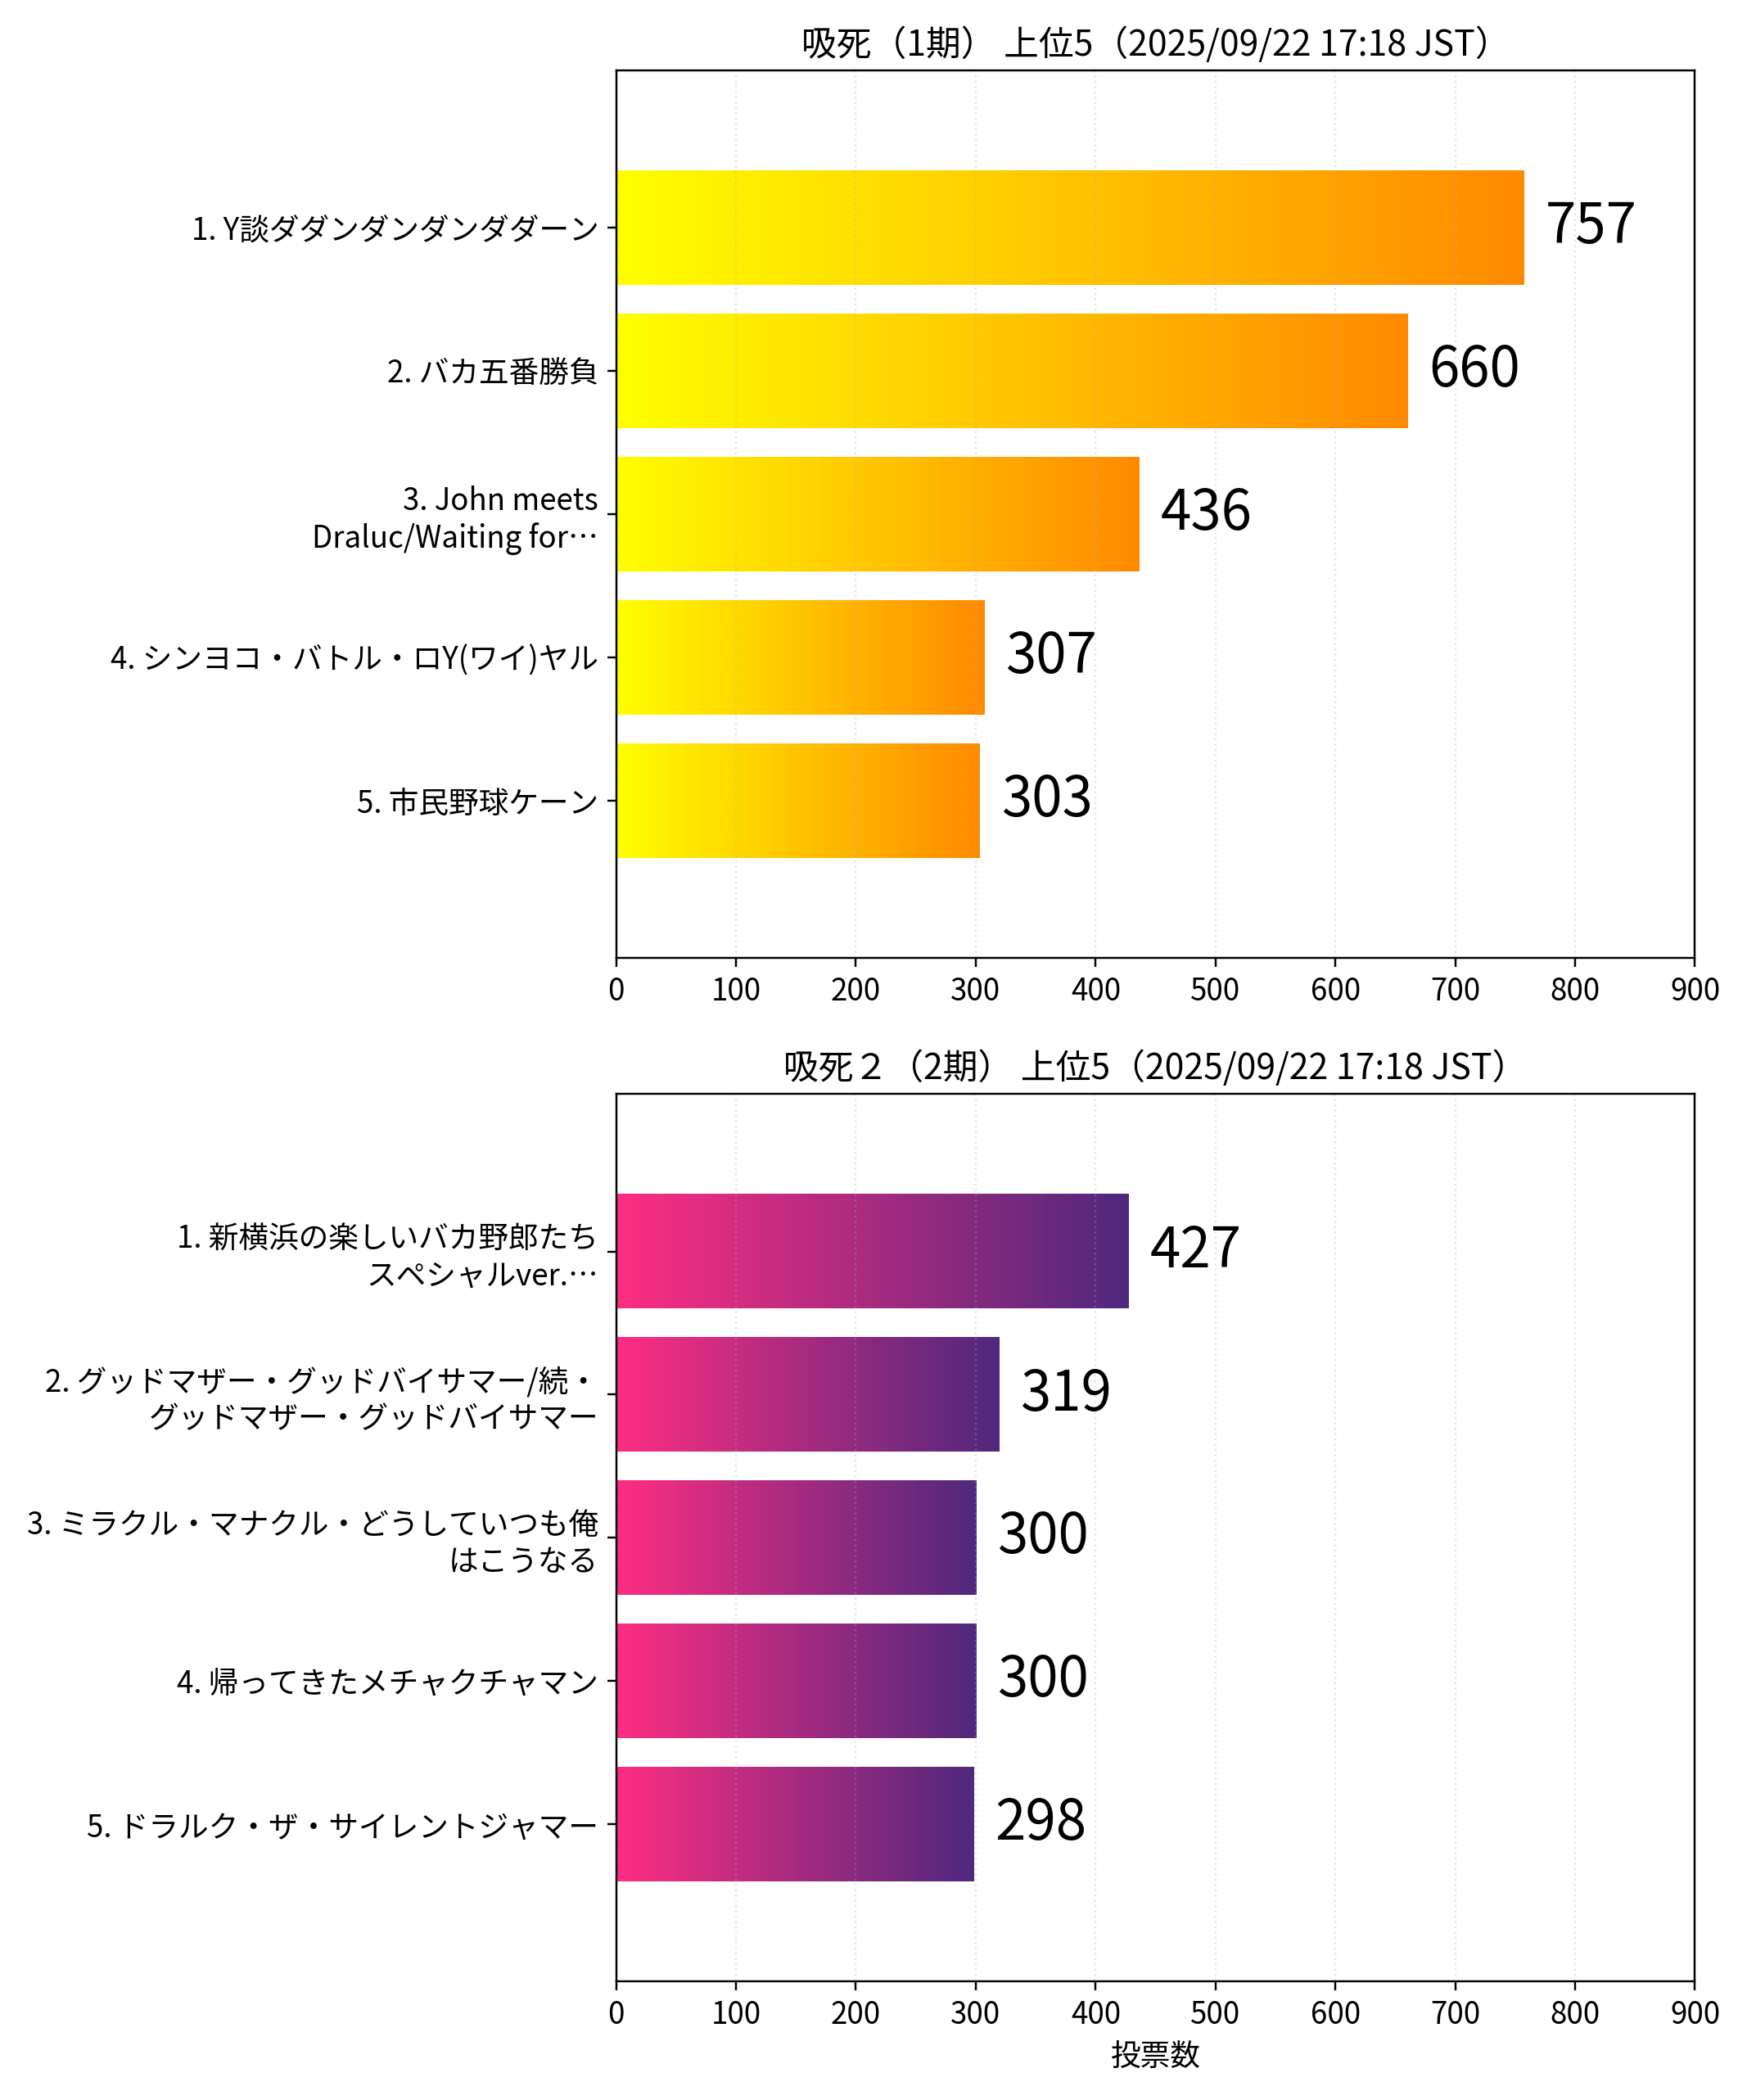 吸死（1期） 上位5（2025/09/22 17:18 JST）
1. Y談ダダンダンダンダダーン
757
2. バカ五番勝負
660
3. John meets
Draluc/Waiting for…
436
4. シンヨコ・バトル・ロY(ワイ)ヤル
307
5. 市民野球ケーン
303
0 100 200 300 400 500 600 700 800 900
吸死２（2期） 上位5（2025/09/22 17:18 JST）
1. 新横浜の楽しいバカ野郎たち
スペシャルver.…
427
2. グッドマザー・グッドバイサマー/続・
グッドマザー・グッドバイサマー
319
3. ミラクル・マナクル・どうしていつも俺
はこうなる
300
4. 帰ってきたメチャクチャマン
300
5. ドラルク・ザ・サイレントジャマー
298
0 100 200 300 400 500 600 700 800 900
投票数